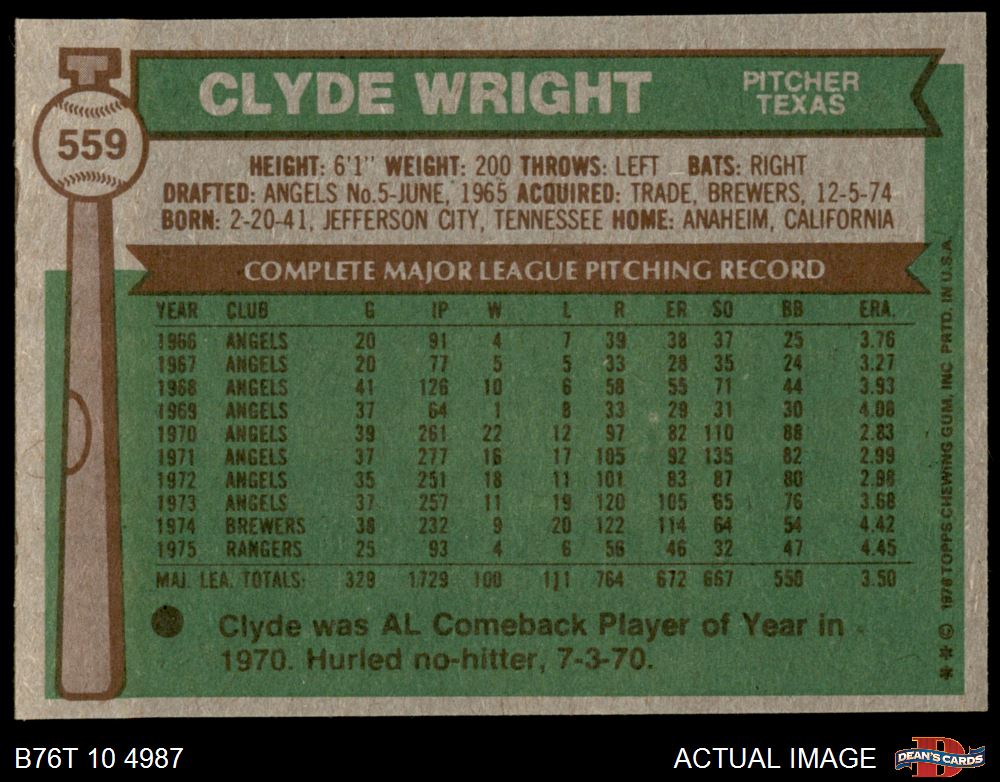 CLYDE WRIGHT
PITCHER
TEXAS
559
HEIGHT: 6'1" WEIGHT: 200 THROWS: LEFT BATS: RIGHT
DRAFTED: ANGELS No.5-JUNE, 1965 ACQUIRED: TRADE, BREWERS, 12-5-74
BORN: 2-20-41, JEFFERSON CITY, TENNESSEE HOME: ANAHEIM, CALIFORNIA
COMPLETE MAJOR LEAGUE PITCHING RECORD
YEAR CLUB G IP W L R ER SO BB ERA.
1966 ANGELS 20 91 4 7 39 38 37 25 3.76
1967 ANGELS 20 77 5 5 33 28 35 24 3.27
1968 ANGELS 41 126 10 6 58 55 71 44 3.93
1969 ANGELS 37 64 1 8 33 29 31 30 4.08
1970 ANGELS 39 261 22 12 97 82 110 88 2.83
1971 ANGELS 37 277 16 17 105 92 135 82 2.99
1972 ANGELS 35 251 18 11 101 83 87 80 2.98
1973 ANGELS 37 257 11 19 120 105 65 76 3.68
1974 BREWERS 38 232 9 20 122 114 64 54 4.42
1975 RANGERS 25 93 4 6 56 46 32 47 4.45
MAJ. LEA. TOTALS: 329 1729 100 111 764 672 667 550 3.50
Clyde was AL Comeback Player of Year in
1970. Hurled no-hitter, 7-3-70.
** © 1976 TOPPS CHEWING GUM, INC PRTD. IN U.S.A.
B76T 10 4987
ACTUAL IMAGE
D
DEAN'S CARDS